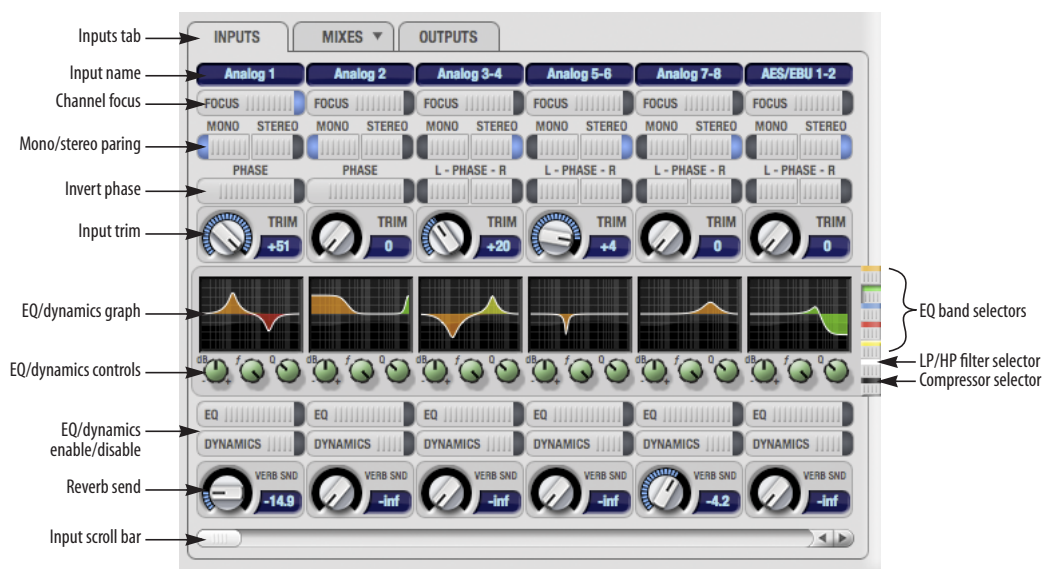 Inputs tab
INPUTS MIXES OUTPUTS
Input name
Analog 1 Analog 2 Analog 3-4 Analog 5-6 Analog 7-8 AES/EBU 1-2
Channel focus
FOCUS FOCUS FOCUS FOCUS FOCUS FOCUS
Mono/stereo paring
MONO STEREO MONO STEREO MONO STEREO MONO STEREO MONO STEREO MONO STEREO
PHASE PHASE L - PHASE - R L - PHASE - R L - PHASE - R L - PHASE - R
Invert phase
Input trim
TRIM TRIM TRIM TRIM TRIM TRIM
+51 0 +20 +4 0 0
EQ/dynamics graph
EQ band selectors
dB f Q dB f Q dB f Q dB f Q dB f Q dB f Q
- + - + - + - + - + - +
EQ/dynamics controls
LP/HP filter selector
Compressor selector
EQ EQ EQ EQ EQ EQ
EQ/dynamics
enable/disable
DYNAMICS DYNAMICS DYNAMICS DYNAMICS DYNAMICS DYNAMICS
Reverb send
VERB SND VERB SND VERB SND VERB SND VERB SND VERB SND
-14.9 -inf -inf -inf -4.2 -inf
Input scroll bar